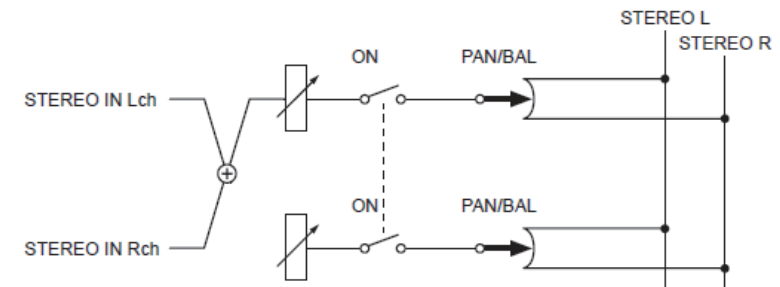 STEREO L
STEREO R
ON
PAN/BAL
STEREO IN Lch
ON
PAN/BAL
STEREO IN Rch